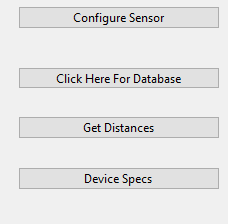 Configure Sensor
Click Here For Database
Get Distances
Device Specs